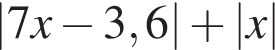 |7x − 3,6| + |x|